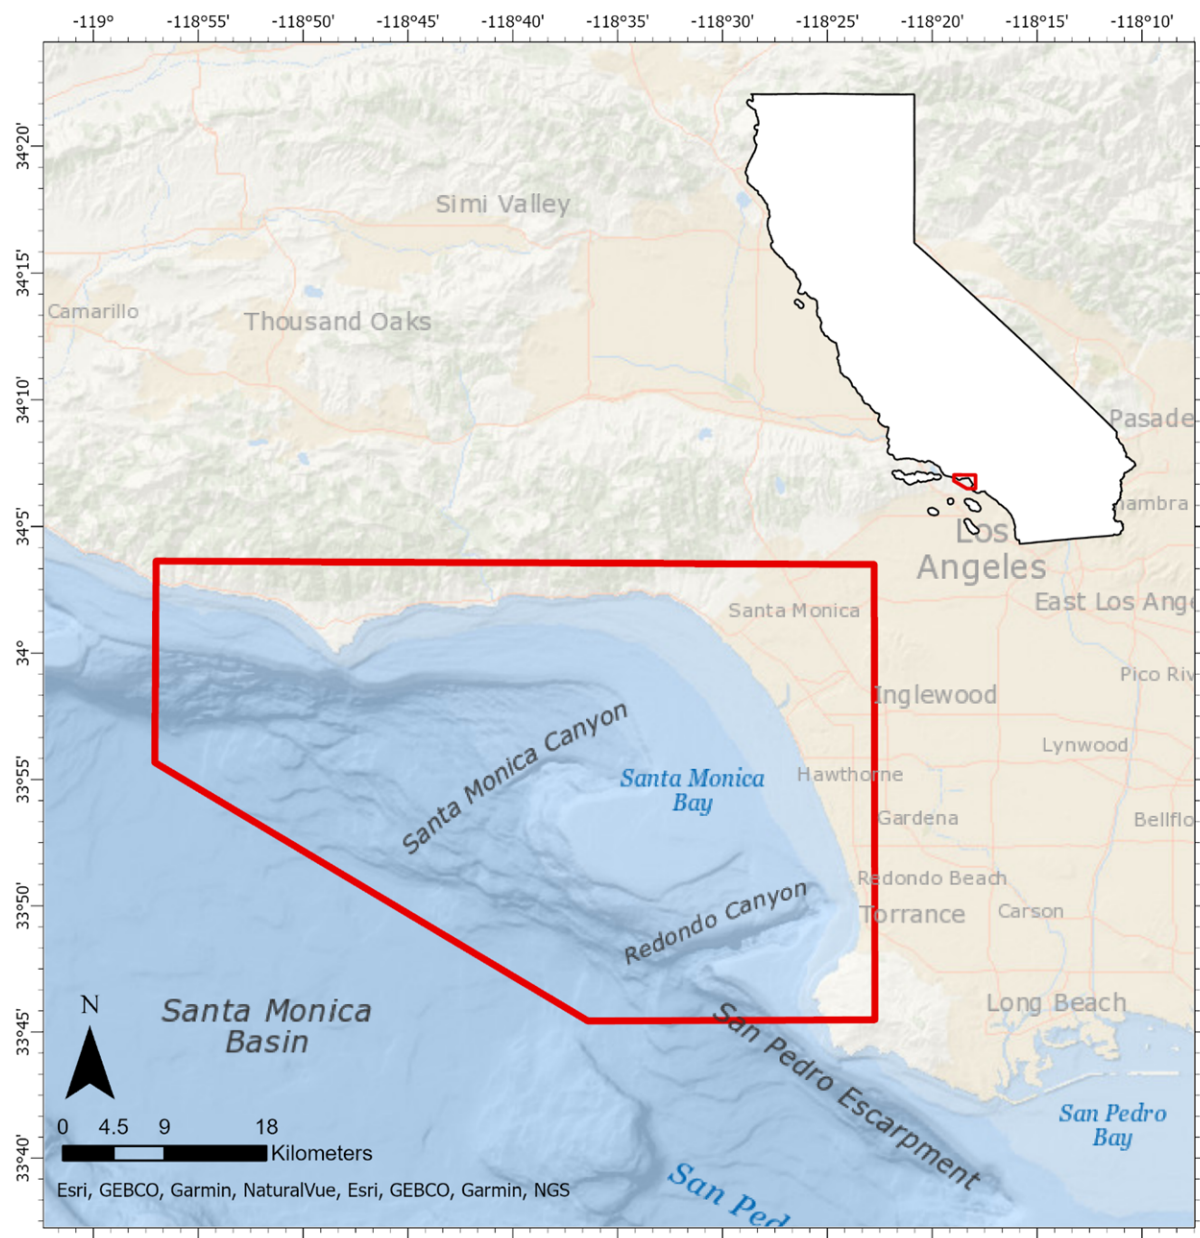 -119° -118°55' -118°50' -118°45' -118°40' -118°35' -118°30' -118°25' -118°20' -118°15' -118°10'
34°20'
34°15'
34°10'
34°5'
34°
33°55'
33°50'
33°45'
33°40'
Simi Valley
Camarillo
Thousand Oaks
Pasade
ambra
Los
Angeles
East Los Ange
Santa Monica
Pico Riv
Inglewood
Santa Monica Canyon
Lynwood
Santa Monica
Bay
Hawthorne
Gardena
Bellflo
Redondo Beach
Redondo Canyon
Torrance
Carson
Long Beach
Santa Monica
Basin
San Pedro Escarpment
San Pedro
Bay
San Ped
N
0 4.5 9 18
Kilometers
Esri, GEBCO, Garmin, NaturalVue, Esri, GEBCO, Garmin, NGS